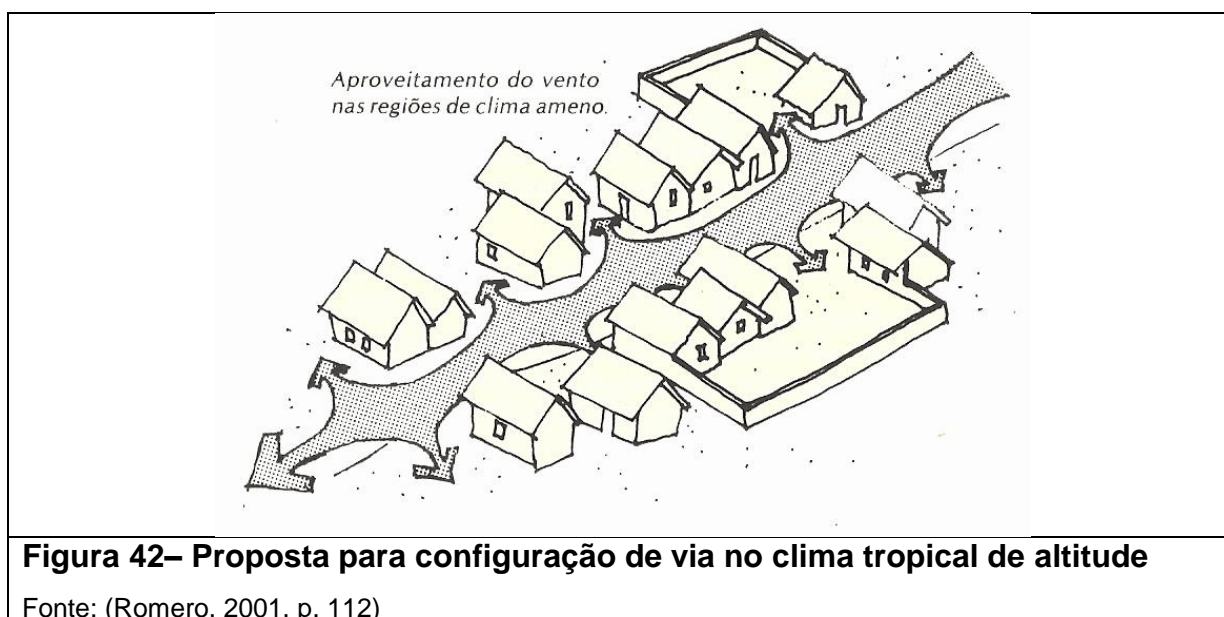 Aproveitamento do vento
nas regiões de clima ameno.
Figura 42– Proposta para configuração de via no clima tropical de altitude
Fonte: (Romero, 2001, p. 112)